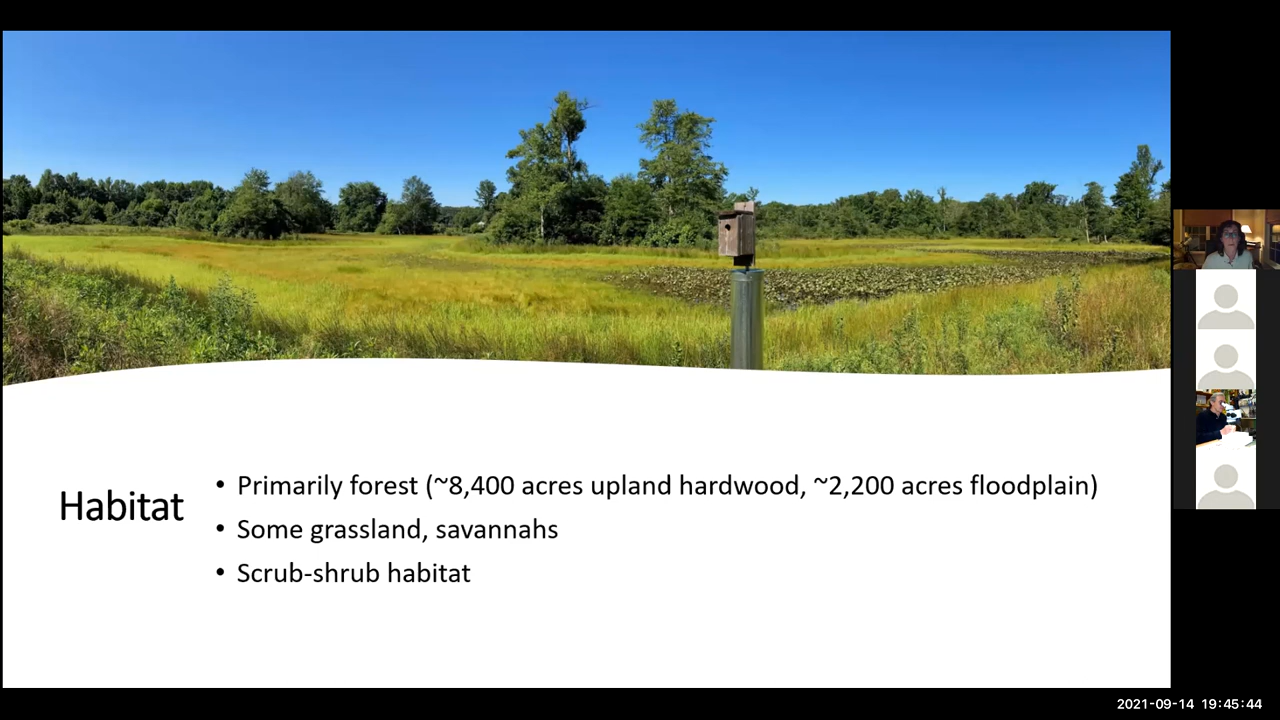 Habitat
• Primarily forest (~8,400 acres upland hardwood, ~2,200 acres floodplain)
• Some grassland, savannahs
• Scrub-shrub habitat
2021-09-14 19:45:44